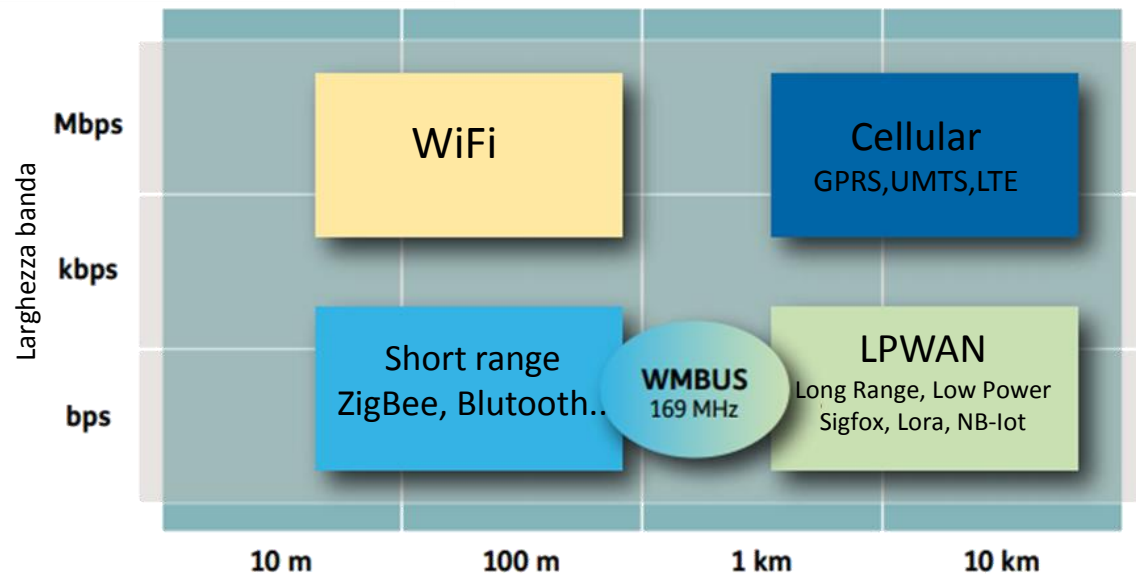 Larghezza banda
Mbps
kbps
bps
WiFi
Cellular
GPRS,UMTS,LTE
Short range
ZigBee, Blutooth..
WMBUS
169 MHz
LPWAN
Long Range, Low Power
Sigfox, Lora, NB-Iot
10 m
100 m
1 km
10 km